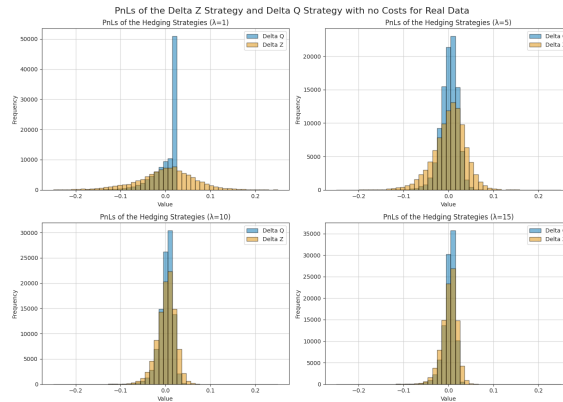 PnLs of the Delta Z Strategy and Delta Q Strategy with no Costs for Real Data
PnLs of the Hedging Strategies (λ=1)
Delta Q
Delta Z
50000
40000
30000
20000
10000
0
Frequency
−0.2 −0.1 0.0 0.1 0.2
Value
PnLs of the Hedging Strategies (λ=5)
Delta
Delta
20000
15000
10000
5000
0
Frequency
−0.2 −0.1 0.0 0.1 0.2
Value
PnLs of the Hedging Strategies (λ=10)
Delta Q
Delta Z
30000
25000
20000
15000
10000
5000
0
Frequency
−0.2 −0.1 0.0 0.1 0.2
Value
PnLs of the Hedging Strategies (λ=15)
Delta
Delta
35000
30000
25000
20000
15000
10000
5000
0
Frequency
−0.2 −0.1 0.0 0.1 0.2
Value